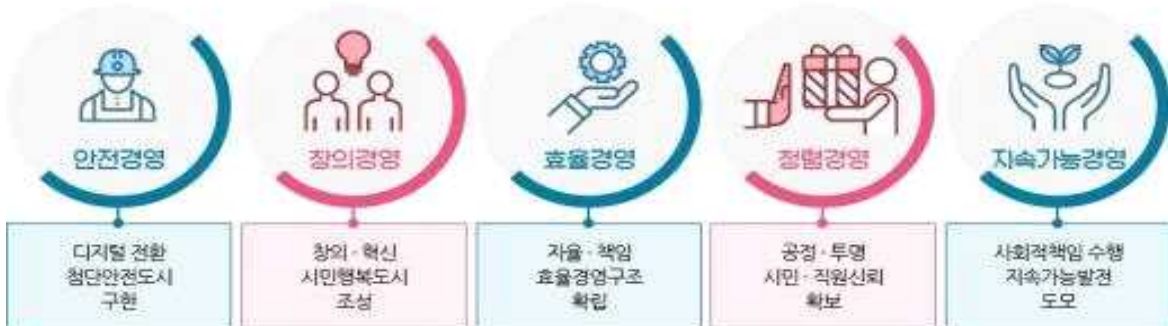 안전경영
창의경영
효율경영
청렴경영
지속가능경영
디지털 전환
첨단안전도시
구현
창의·혁신
시민행복도시
조성
자율·책임
효율경영구조
확립
공정·투명
시민·직원신뢰
확보
사회적책임 수행
지속가능발전
도모